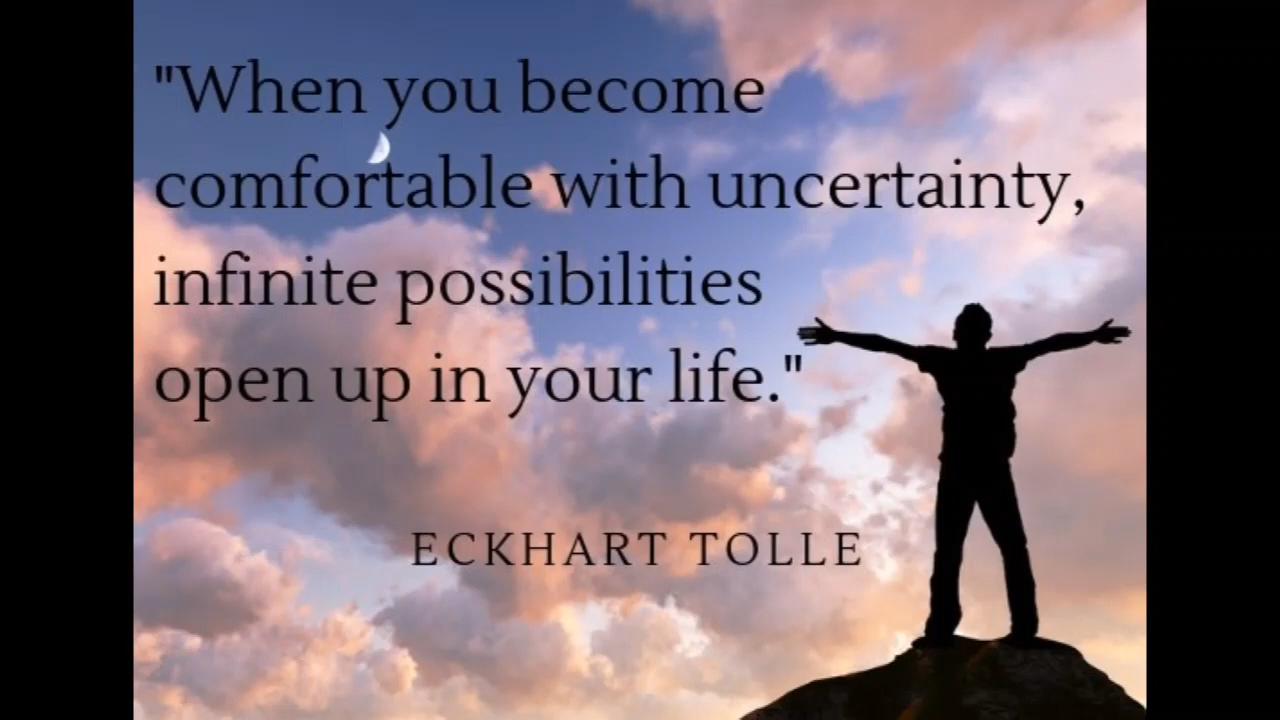 "When you become
comfortable with uncertainty,
infinite possibilities
open up in your life."
ECKHART TOLLE